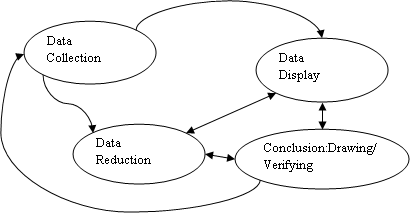 Data
Collection
Data
Display
Data
Reduction
Conclusion:Drawing/
Verifying